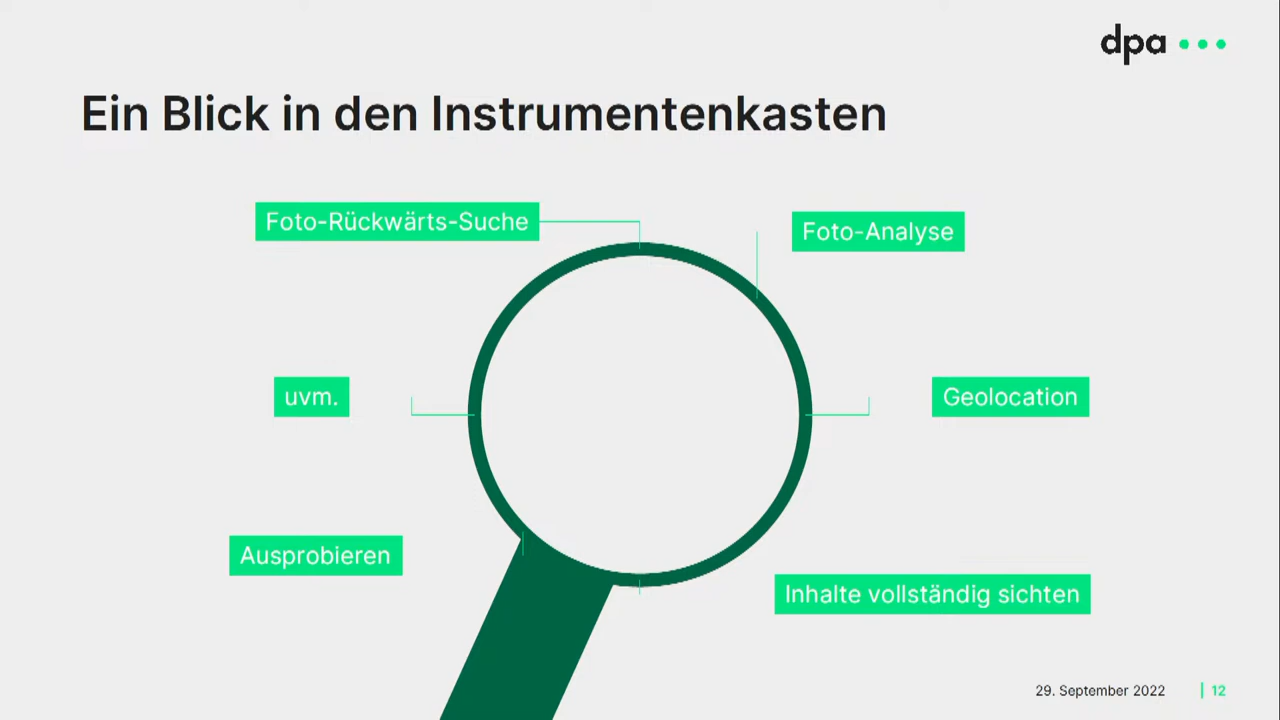 dpa
Ein Blick in den Instrumentenkasten
Foto-Rückwärts-Suche
Foto-Analyse
uvm.
Geolocation
Ausprobieren
Inhalte vollständig sichten
29. September 2022 | 12